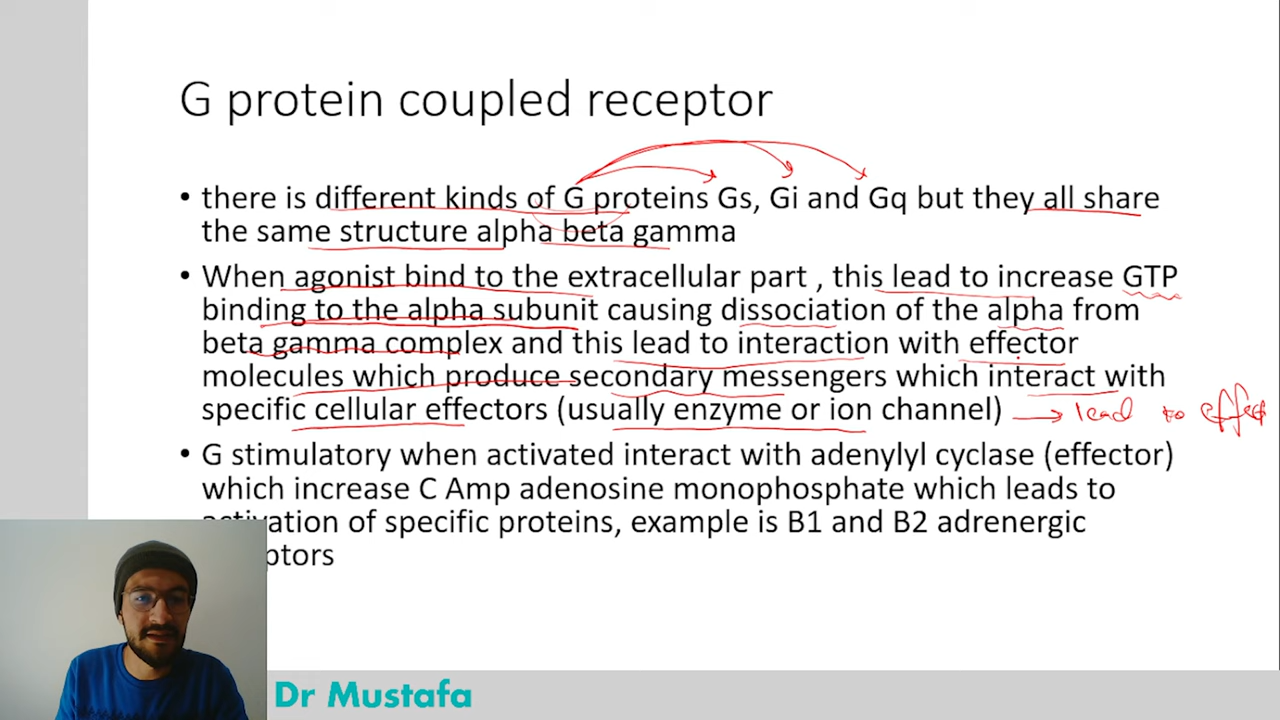 G protein coupled receptor
• there is different kinds of G proteins Gs, Gi and Gq but they all share
the same structure alpha beta gamma
• When agonist bind to the extracellular part , this lead to increase GTP
binding to the alpha subunit causing dissociation of the alpha from
beta gamma complex and this lead to interaction with effector
molecules which produce secondary messengers which interact with
specific cellular effectors (usually enzyme or ion channel) → lead to effect
• G stimulatory when activated interact with adenylyl cyclase (effector)
which increase C Amp adenosine monophosphate which leads to
of specific proteins, example is B1 and B2 adrenergic
Dr Mustafa